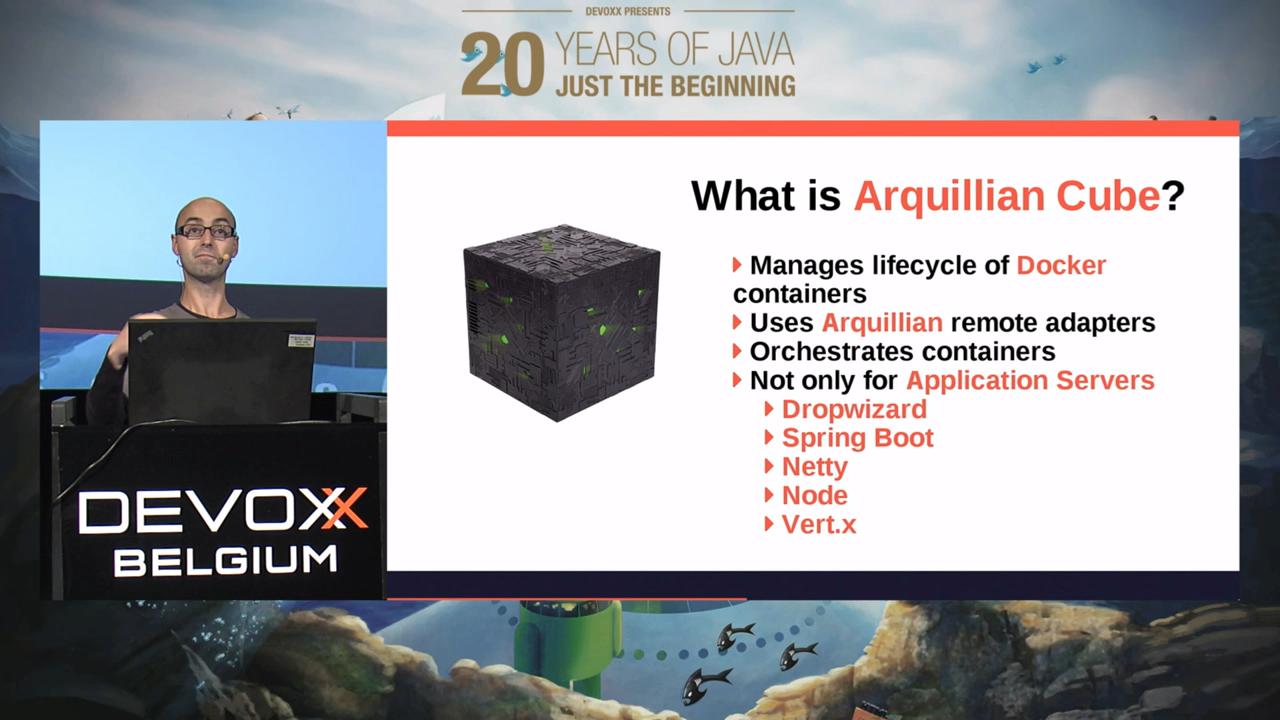 DEVOXX PRESENTS
20 YEARS OF JAVA
JUST THE BEGINNING
What is Arquillian Cube?
Manages lifecycle of Docker
containers
Uses Arquillian remote adapters
Orchestrates containers
Not only for Application Servers
Dropwizard
Spring Boot
Netty
Node
Vert.x
DEVOXX
BELGIUM